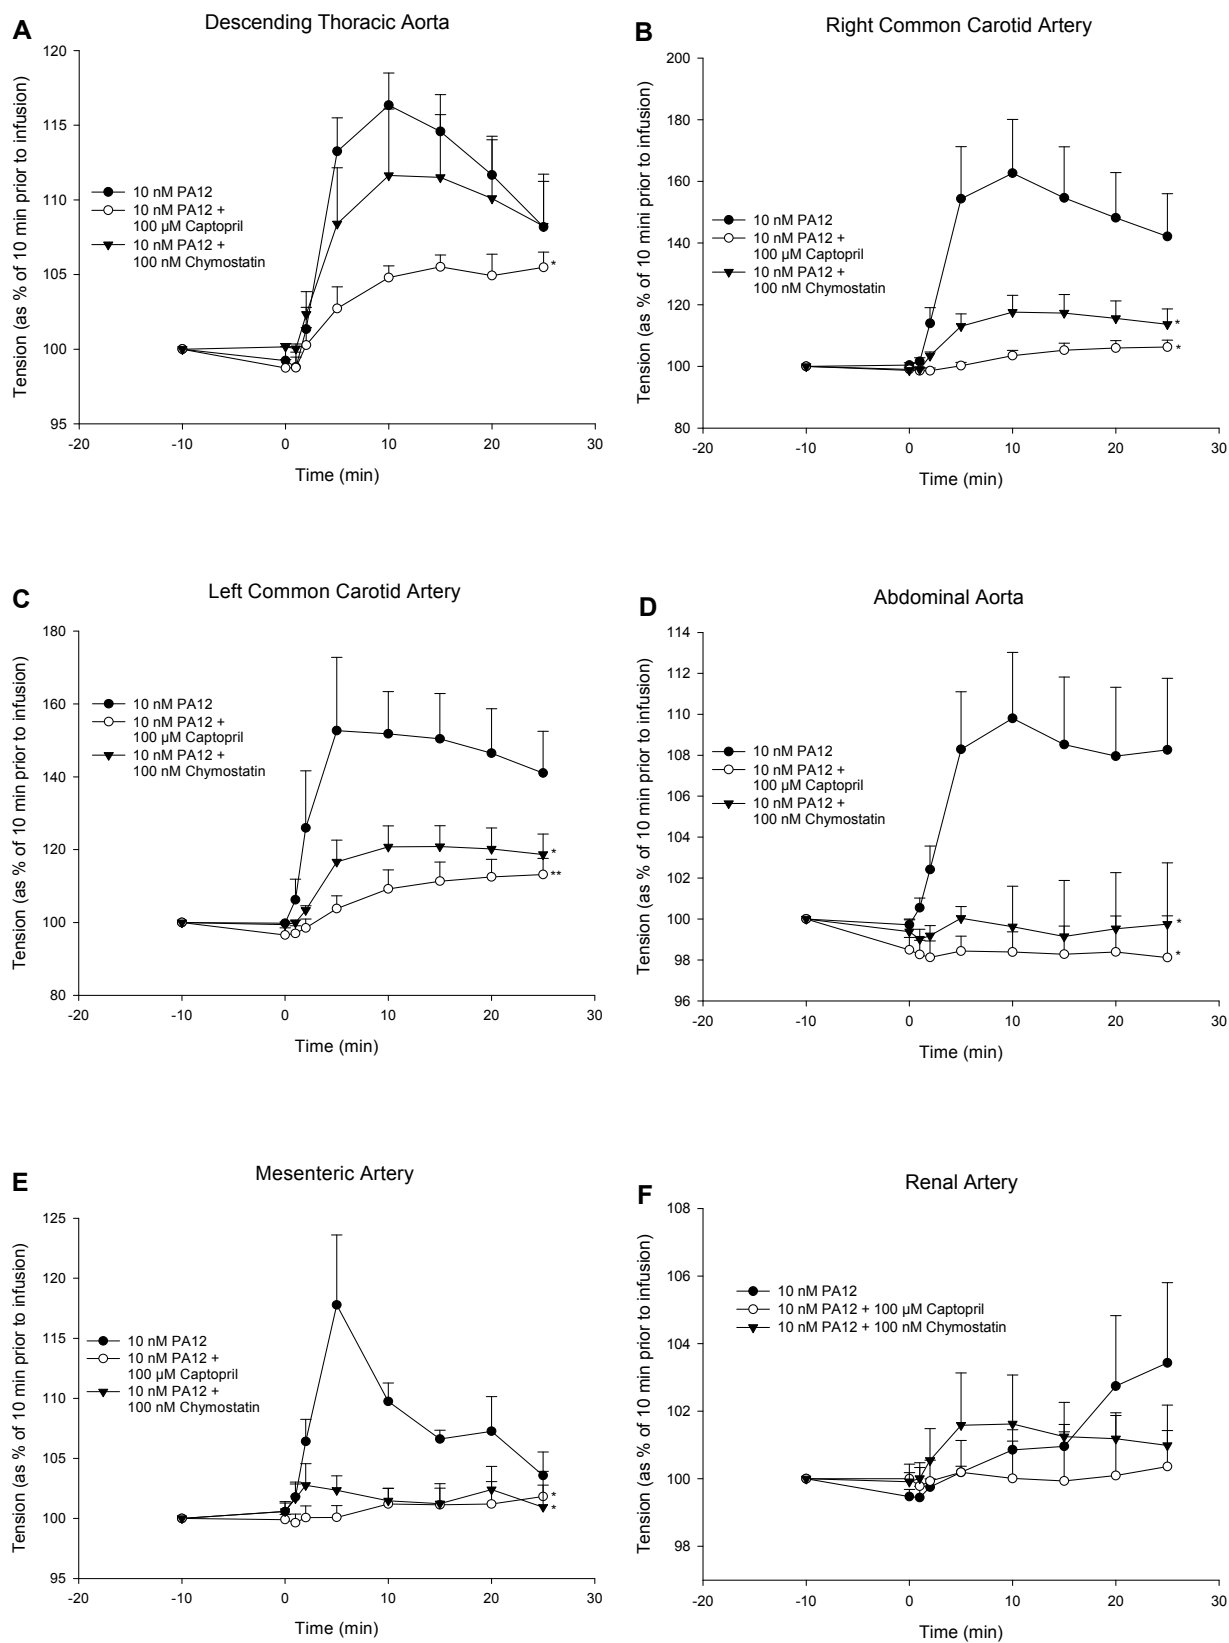 A
Descending Thoracic Aorta
Tension (as % of 10 min prior to infusion)
120
115
110
105
100
95
10 nM PA12
10 nM PA12 +
100 µM Captopril
10 nM PA12 +
100 nM Chymostatin
*
-20 -10 0 10 20 30
Time (min)
B
Right Common Carotid Artery
Tension (as % of 10 mini prior to infusion)
200
180
160
140
120
100
80
10 nM PA12
10 nM PA12 +
100 µM Captopril
10 nM PA12 +
100 nM Chymostatin
*
*
-20 -10 0 10 20 30
Time (min)
C
Left Common Carotid Artery
Tension (as % of 10 min prior to infusion)
180
160
140
120
100
80
10 nM PA12
10 nM PA12 +
100 µM Captopril
10 nM PA12 +
100 nM Chymostatin
*
**
-20 -10 0 10 20 30
Time (min)
D
Abdominal Aorta
Tension (as % of 10 min prior to infusion)
114
112
110
108
106
104
102
100
98
96
10 nM PA12
10 nM PA12 +
100 µM Captopril
10 nM PA12 +
100 nM Chymostatin
*
*
-20 -10 0 10 20 30
Time (min)
E
Mesenteric Artery
Tension (as % of 10 min prior to infusion)
125
120
115
110
105
100
95
10 nM PA12
10 nM PA12 +
100 µM Captopril
10 nM PA12 +
100 nM Chymostatin
*
*
-20 -10 0 10 20 30
Time (min)
F
Renal Artery
Tension (as % of 10 min prior to infusion)
108
106
104
102
100
98
10 nM PA12
10 nM PA12 + 100 µM Captopril
10 nM PA12 + 100 nM Chymostatin
-20 -10 0 10 20 30
Time (min)